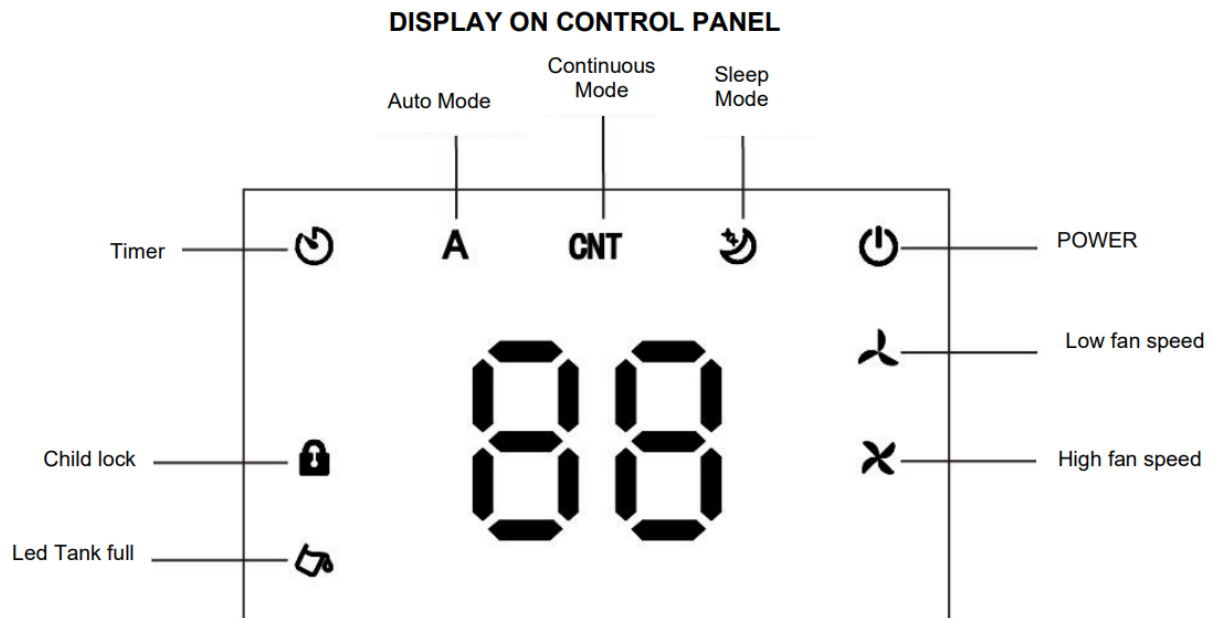 DISPLAY ON CONTROL PANEL
Auto Mode
Continuous
Mode
Sleep
Mode
Timer
A
CNT
POWER
Low fan speed
88
Child lock
High fan speed
Led Tank full